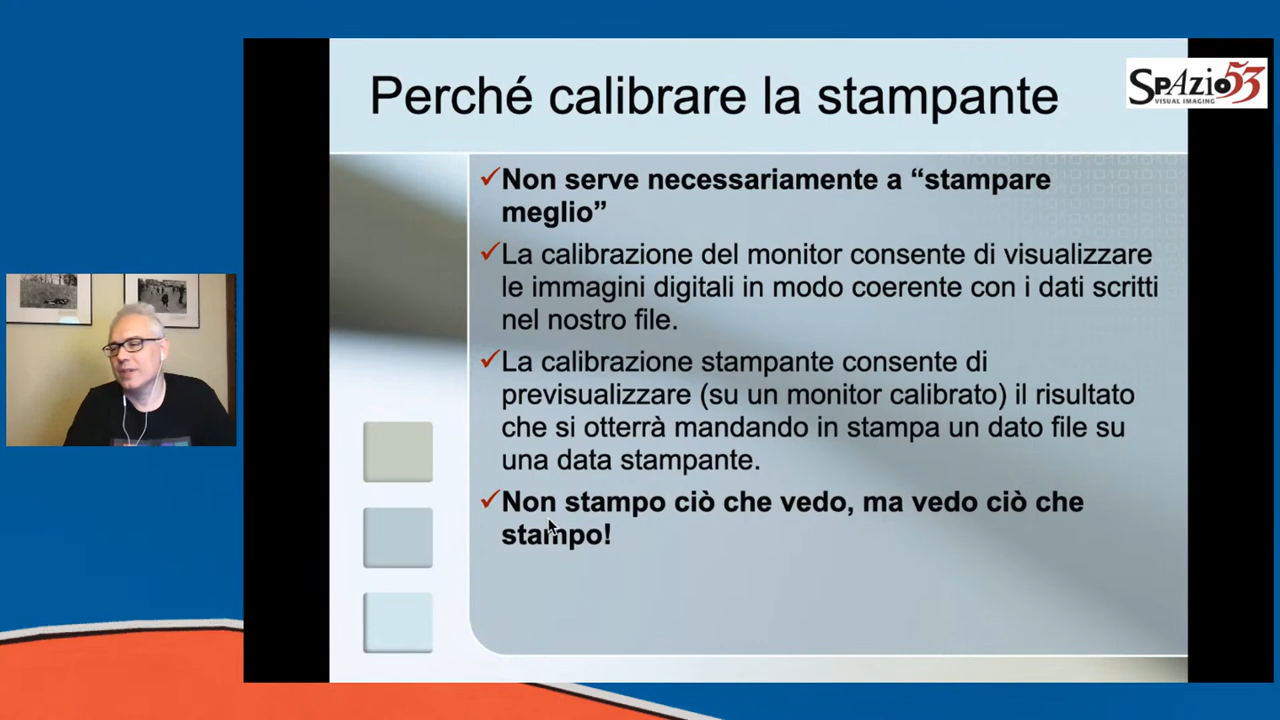 Perché calibrare la stampante
SPAZIO53
VISUAL IMAGING
Non serve necessariamente a “stampare
meglio”
La calibrazione del monitor consente di visualizzare
le immagini digitali in modo coerente con i dati scritti
nel nostro file.
La calibrazione stampante consente di
previsualizzare (su un monitor calibrato) il risultato
che si otterrà mandando in stampa un dato file su
una data stampante.
Non stampo ciò che vedo, ma vedo ciò che
stampo!